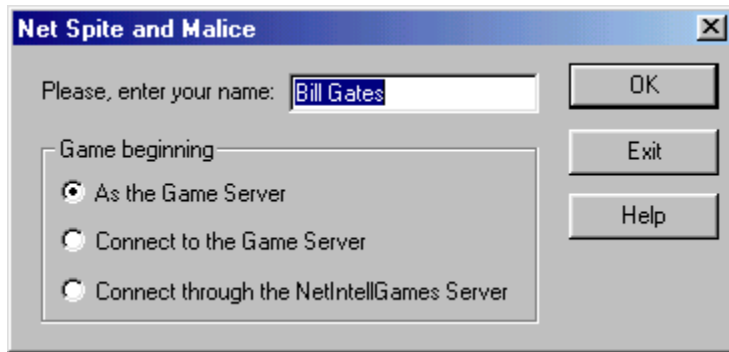 Net Spite and Malice
Please, enter your name: Bill Gates
OK
Game beginning
Exit
As the Game Server
Help
Connect to the Game Server
Connect through the NetIntellGames Server